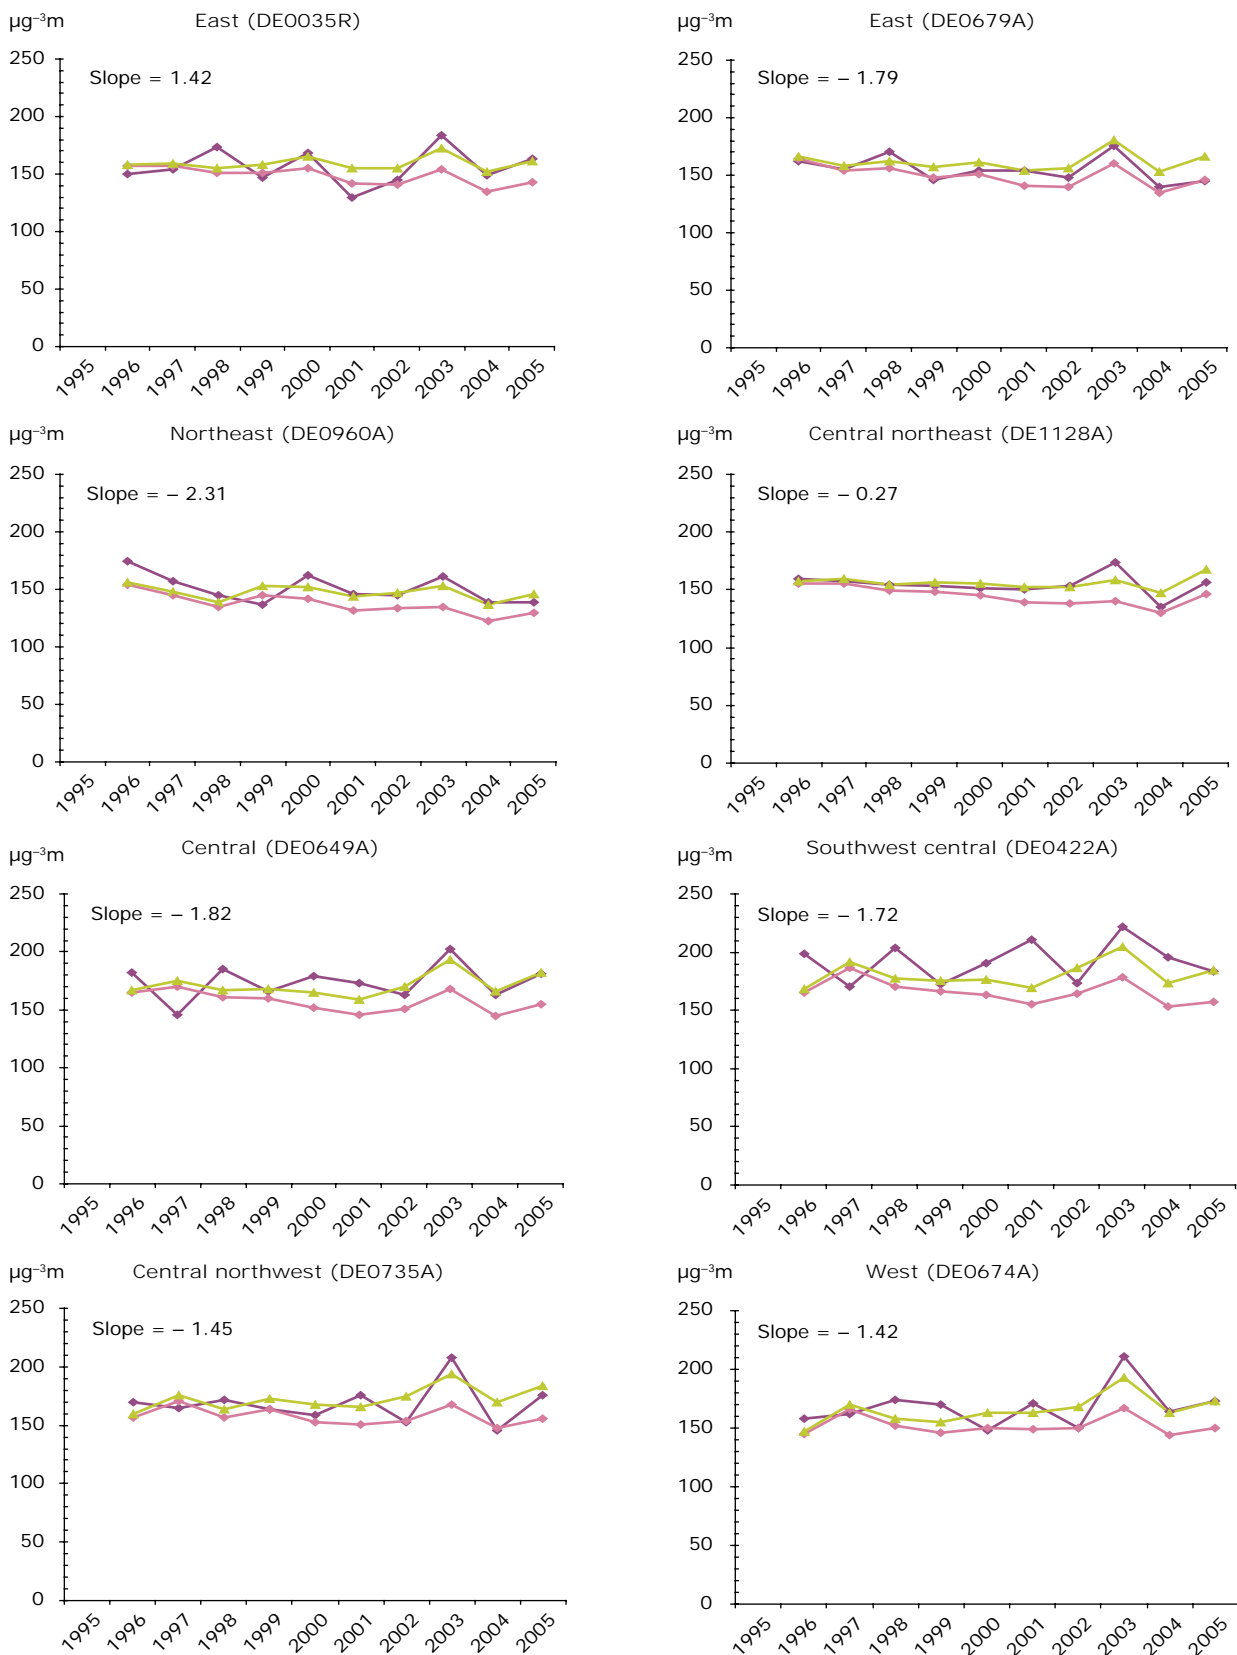 µg⁻³m East (DE0035R)
Slope = 1.42
250
200
150
100
50
0
1995 1996 1997 1998 1999 2000 2001 2002 2003 2004 2005
µg⁻³m East (DE0679A)
Slope = – 1.79
250
200
150
100
50
0
1995 1996 1997 1998 1999 2000 2001 2002 2003 2004 2005
µg⁻³m Northeast (DE0960A)
Slope = – 2.31
250
200
150
100
50
0
1995 1996 1997 1998 1999 2000 2001 2002 2003 2004 2005
µg⁻³m Central northeast (DE1128A)
Slope = – 0.27
250
200
150
100
50
0
1995 1996 1997 1998 1999 2000 2001 2002 2003 2004 2005
µg⁻³m Central (DE0649A)
Slope = – 1.82
250
200
150
100
50
0
1995 1996 1997 1998 1999 2000 2001 2002 2003 2004 2005
µg⁻³m Southwest central (DE0422A)
Slope = – 1.72
250
200
150
100
50
0
1995 1996 1997 1998 1999 2000 2001 2002 2003 2004 2005
µg⁻³m Central northwest (DE0735A)
Slope = – 1.45
250
200
150
100
50
0
1995 1996 1997 1998 1999 2000 2001 2002 2003 2004 2005
µg⁻³m West (DE0674A)
Slope = – 1.42
250
200
150
100
50
0
1995 1996 1997 1998 1999 2000 2001 2002 2003 2004 2005